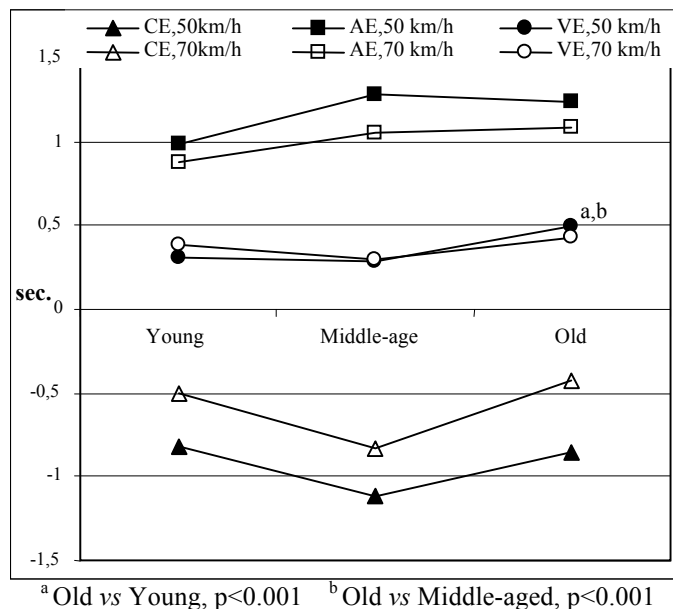 CE,50km/h AE,50 km/h VE,50 km/h
CE,70km/h AE,70 km/h VE,70 km/h
1,5
1
a,b
0,5
sec. 0
Young Middle-age Old
-0,5
-1
-1,5
a Old vs Young, p<0.001 b Old vs Middle-aged, p<0.001